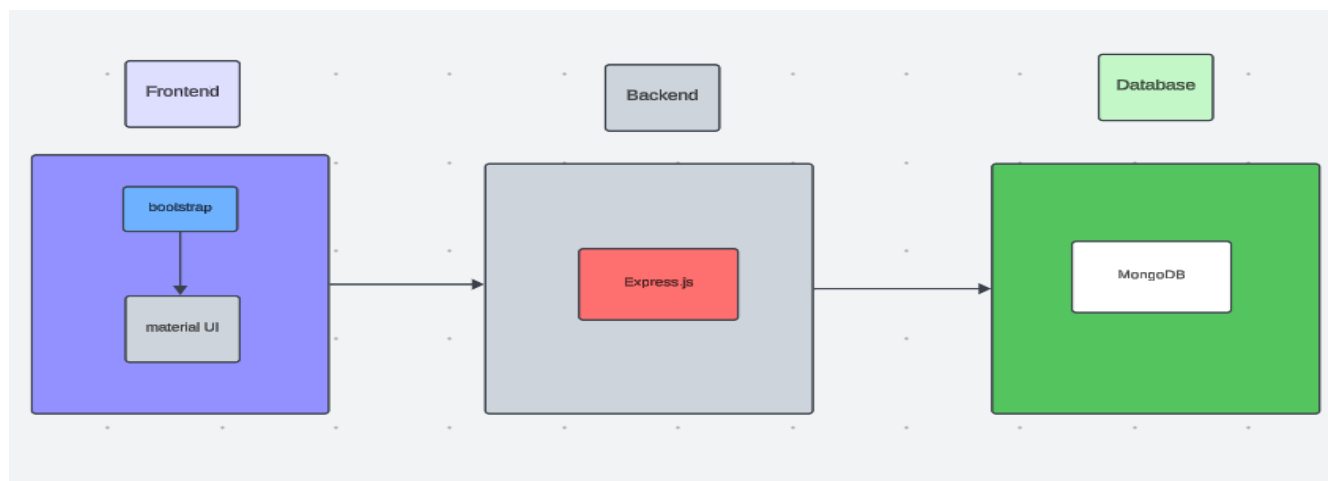 Frontend
Backend
Database
bootstrap
material UI
Express.js
MongoDB